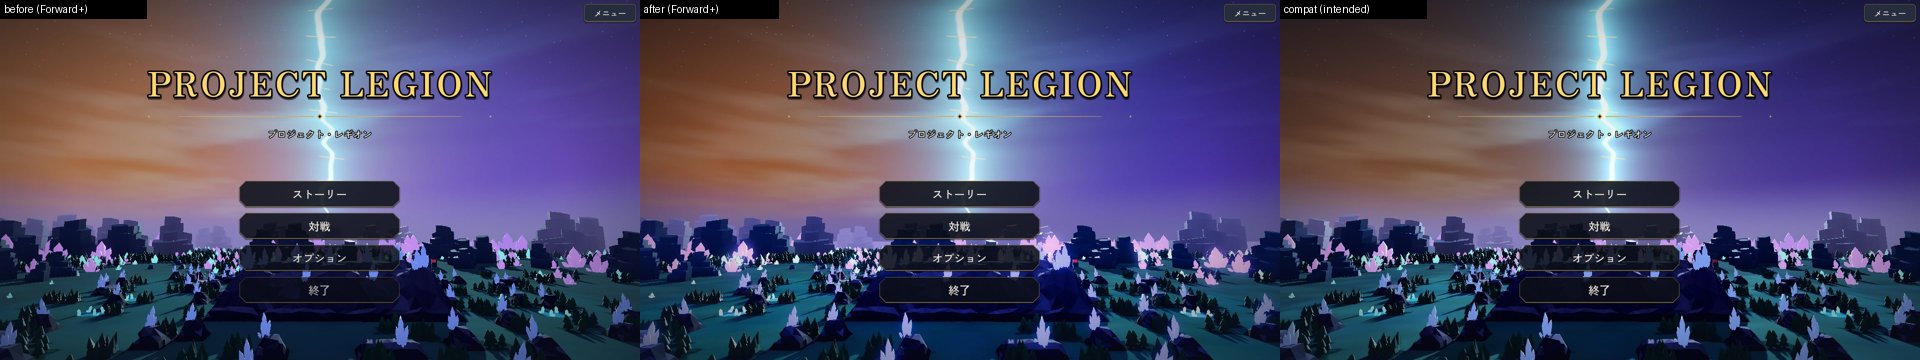 before (Forward+)
メニュー
PROJECT LEGION
プロジェクト・レギオン
ストーリー
対戦
オプション
終了
after (Forward+)
メニュー
PROJECT LEGION
プロジェクト・レギオン
ストーリー
対戦
オプション
終了
compat (intended)
メニュー
PROJECT LEGION
プロジェクト・レギオン
ストーリー
対戦
オプション
終了